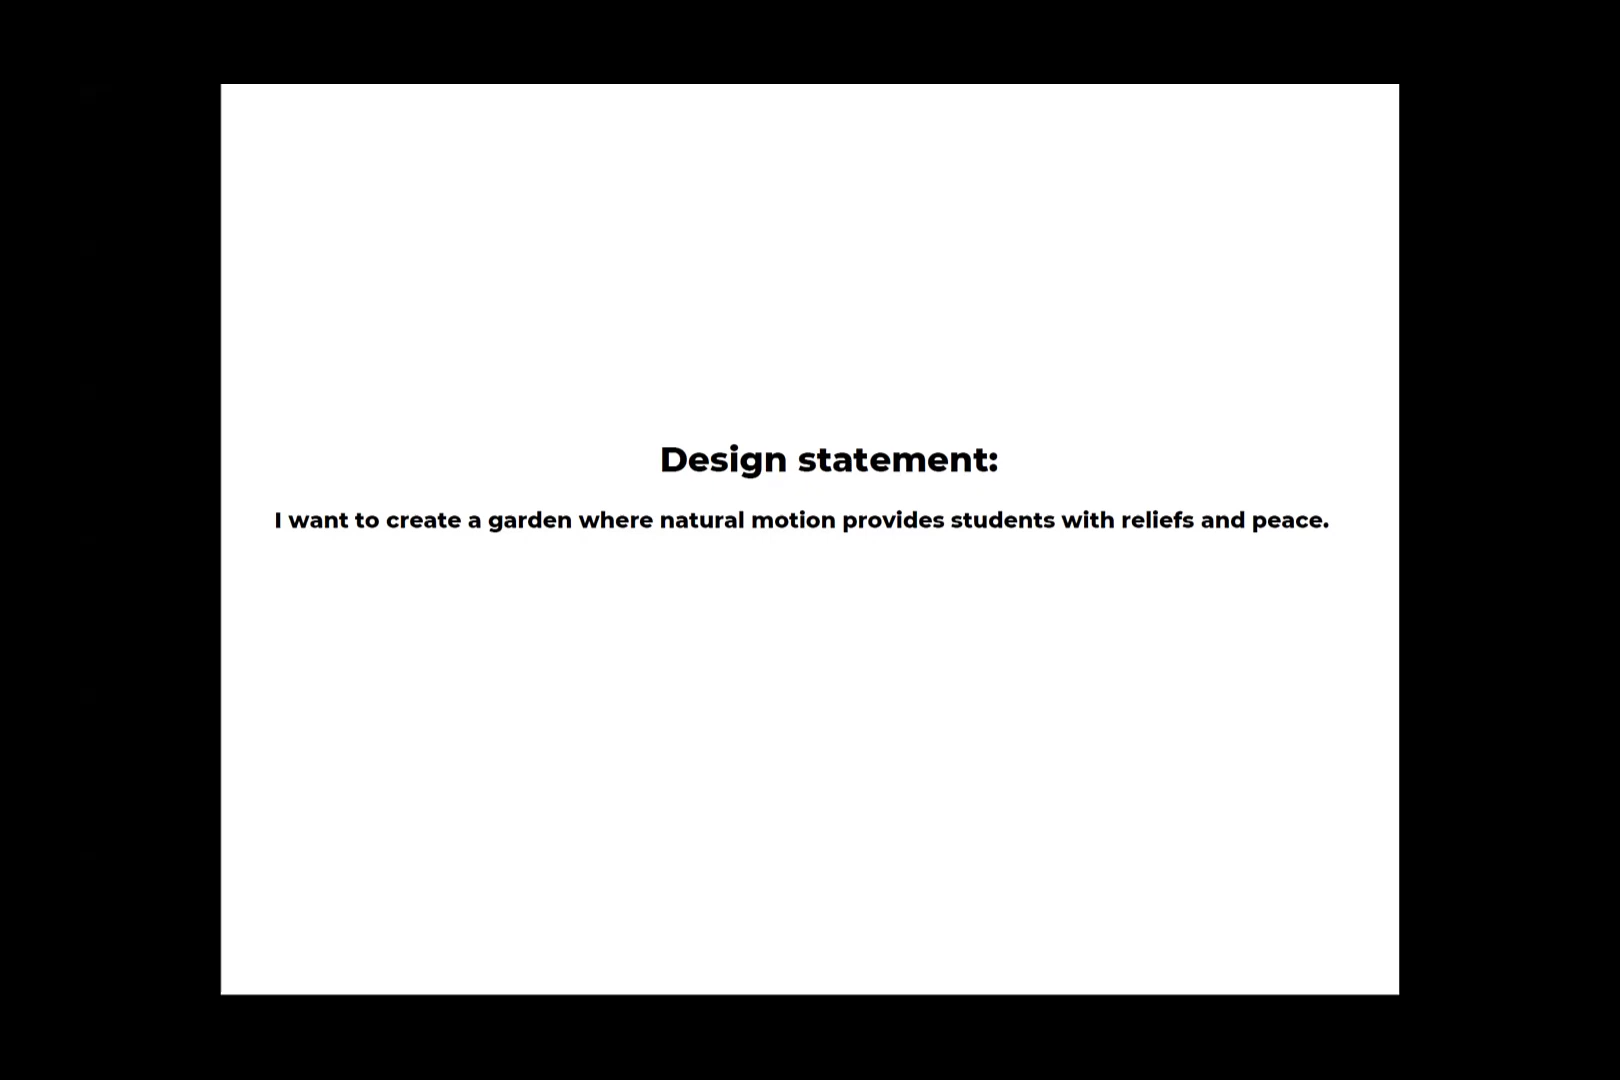 Design statement:
I want to create a garden where natural motion provides students with reliefs and peace.